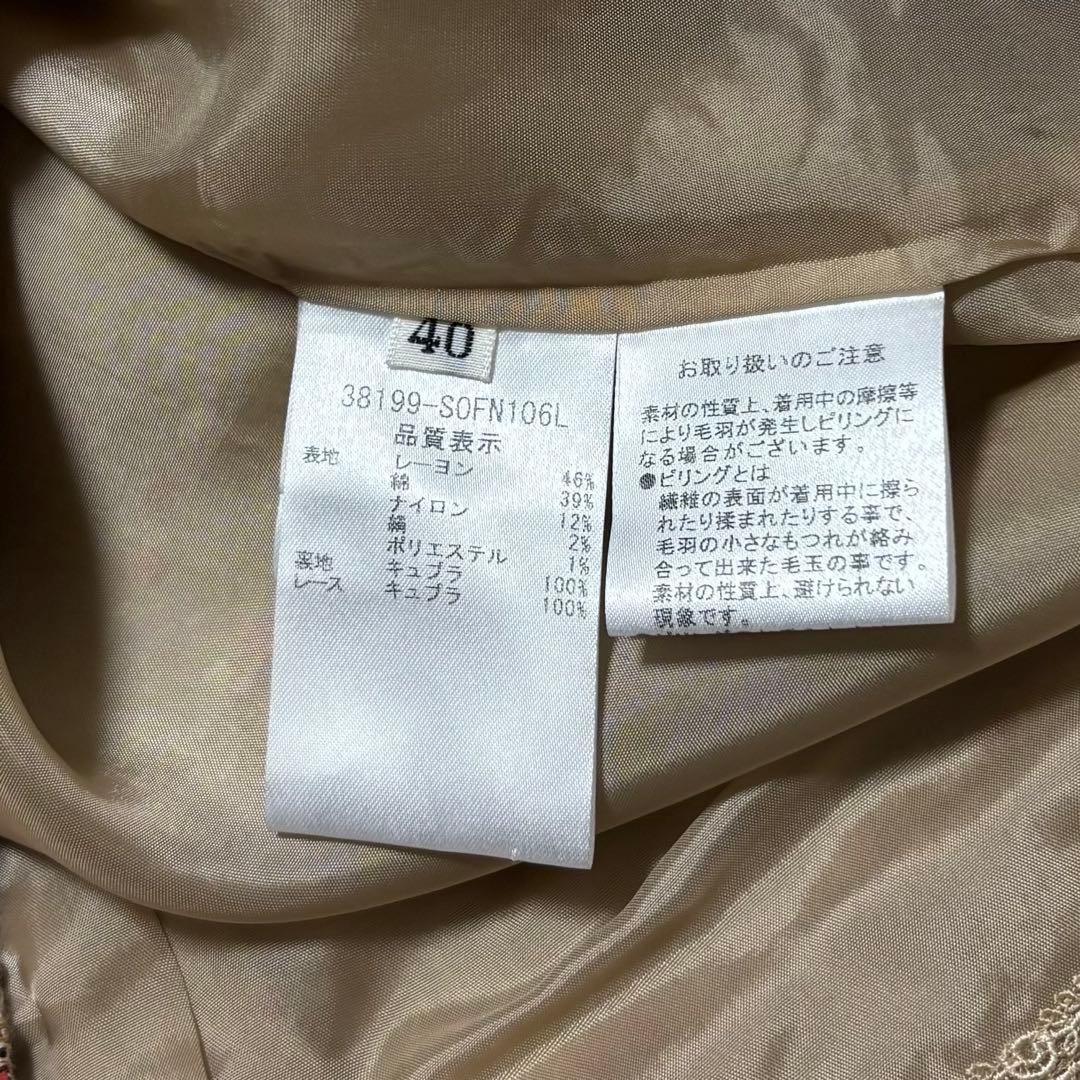 40
38199-SOFN106L
品質表示
表地 レーヨン 46%
綿 39%
ナイロン 12%
絹 2%
ポリエステル 1%
裏地 キュプラ 100%
レース キュプラ 100%
お取り扱いのご注意
素材の性質上、着用中の摩擦等
により毛羽が発生しピリングに
なる場合がございます。
●ピリングとは
繊維の表面が着用中に擦ら
れたり揉まれたりする事で、
毛羽の小さなもつれが絡み
合って出来た毛玉の事です。
素材の性質上、避けられない
現象です。